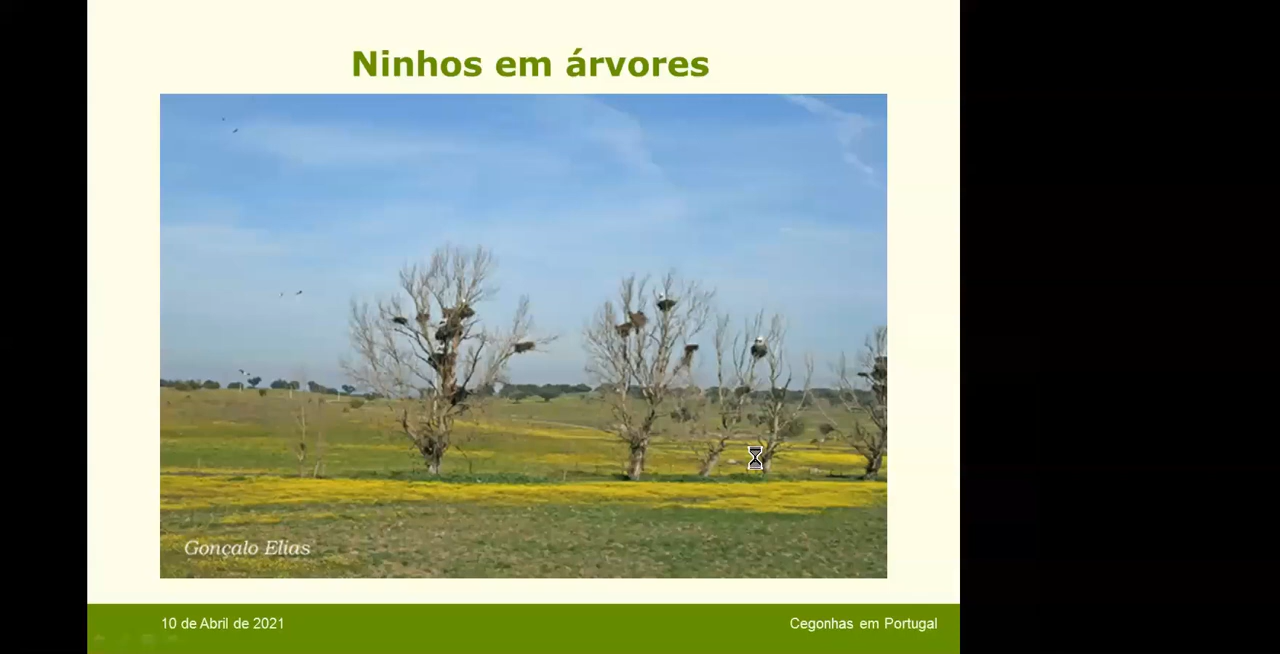 Ninhos em árvores
Gonçalo Elias
10 de Abril de 2021
Cegonhas em Portugal